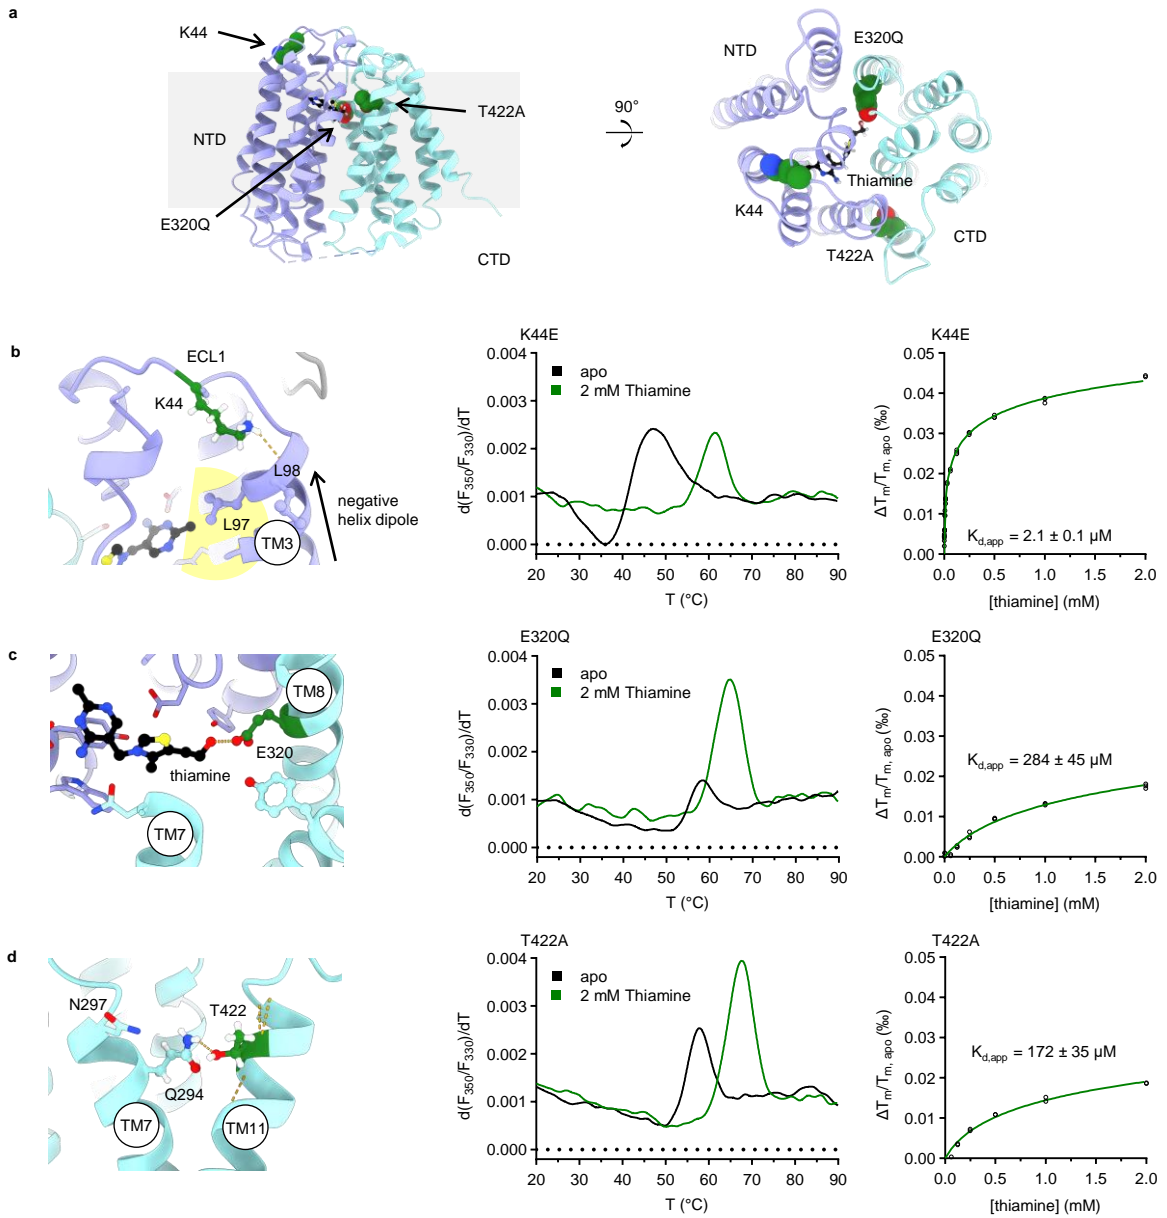 a
K44
NTD
T422A
E320Q
CTD
90°
NTD
E320Q
Thiamine
K44
T422A
CTD
b
ECL1
K44
L98
L97
TM3
negative
helix dipole
K44E
d(F350/F330)/dT
0.004
0.003
0.002
0.001
0.000
apo
2 mM Thiamine
20 30 40 50 60 70 80 90
T (°C)
K44E
ΔTm/Tm, apo (‰)
0.05
0.04
0.03
0.02
0.01
0.00
Kd,app = 2.1 ± 0.1 µM
0.0 0.5 1.0 1.5 2.0
[thiamine] (mM)
c
TM8
E320
thiamine
TM7
E320Q
d(F350/F330)/dT
0.004
0.003
0.002
0.001
0.000
apo
2 mM Thiamine
20 30 40 50 60 70 80 90
T (°C)
E320Q
ΔTm/Tm, apo (‰)
0.05
0.04
0.03
0.02
0.01
0.00
Kd,app = 284 ± 45 µM
0.0 0.5 1.0 1.5 2.0
[thiamine] (mM)
d
N297
T422
Q294
TM7
TM11
T422A
d(F350/F330)/dT
0.004
0.003
0.002
0.001
0.000
apo
2 mM Thiamine
20 30 40 50 60 70 80 90
T (°C)
T422A
ΔTm/Tm, apo (‰)
0.05
0.04
0.03
0.02
0.01
0.00
Kd,app = 172 ± 35 µM
0.0 0.5 1.0 1.5 2.0
[thiamine] (mM)